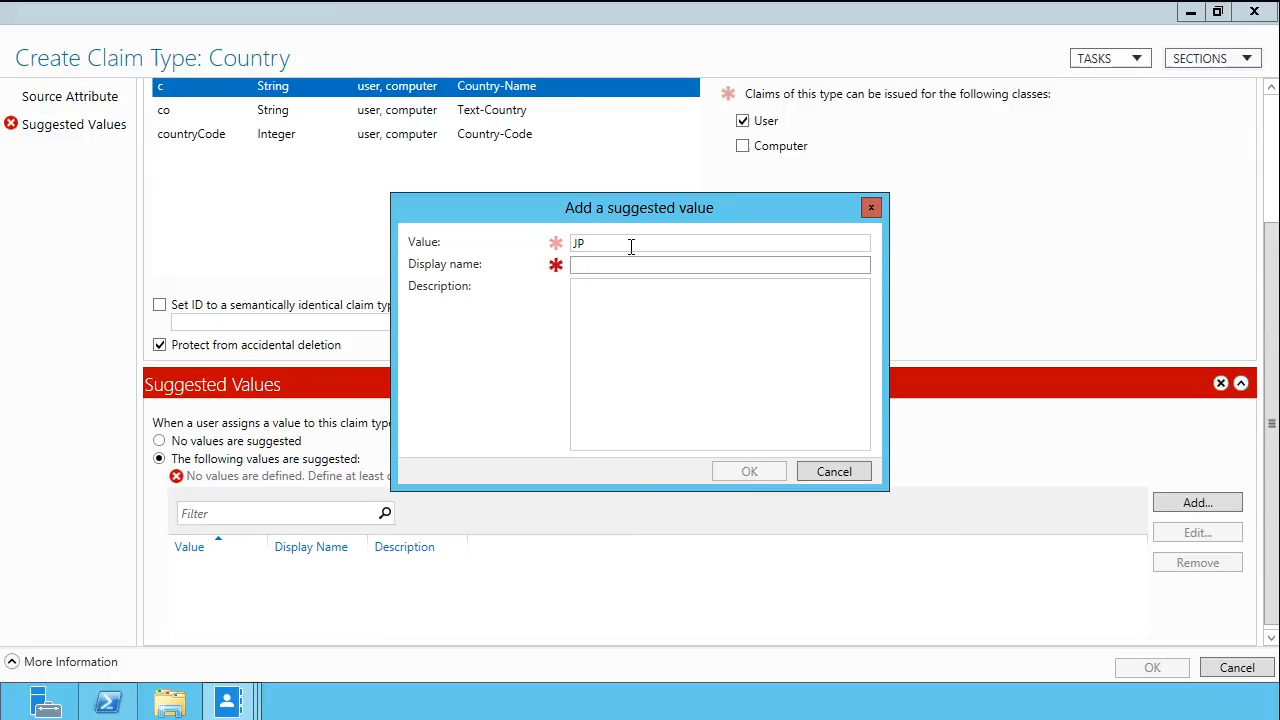 Create Claim Type: Country
TASKS
SECTIONS
Source Attribute
Suggested Values
c String user, computer Country-Name
co String user, computer Text-Country
countryCode Integer user, computer Country-Code
Claims of this type can be issued for the following classes:
User
Computer
Set ID to a semantically identical claim typ
Protect from accidental deletion
Add a suggested value
x
Value: JP
Display name:
Description:
OK Cancel
Suggested Values
When a user assigns a value to this claim type
No values are suggested
The following values are suggested:
No values are defined. Define at least o
Filter
Value Display Name Description
Add...
Edit...
Remove
More Information
OK Cancel